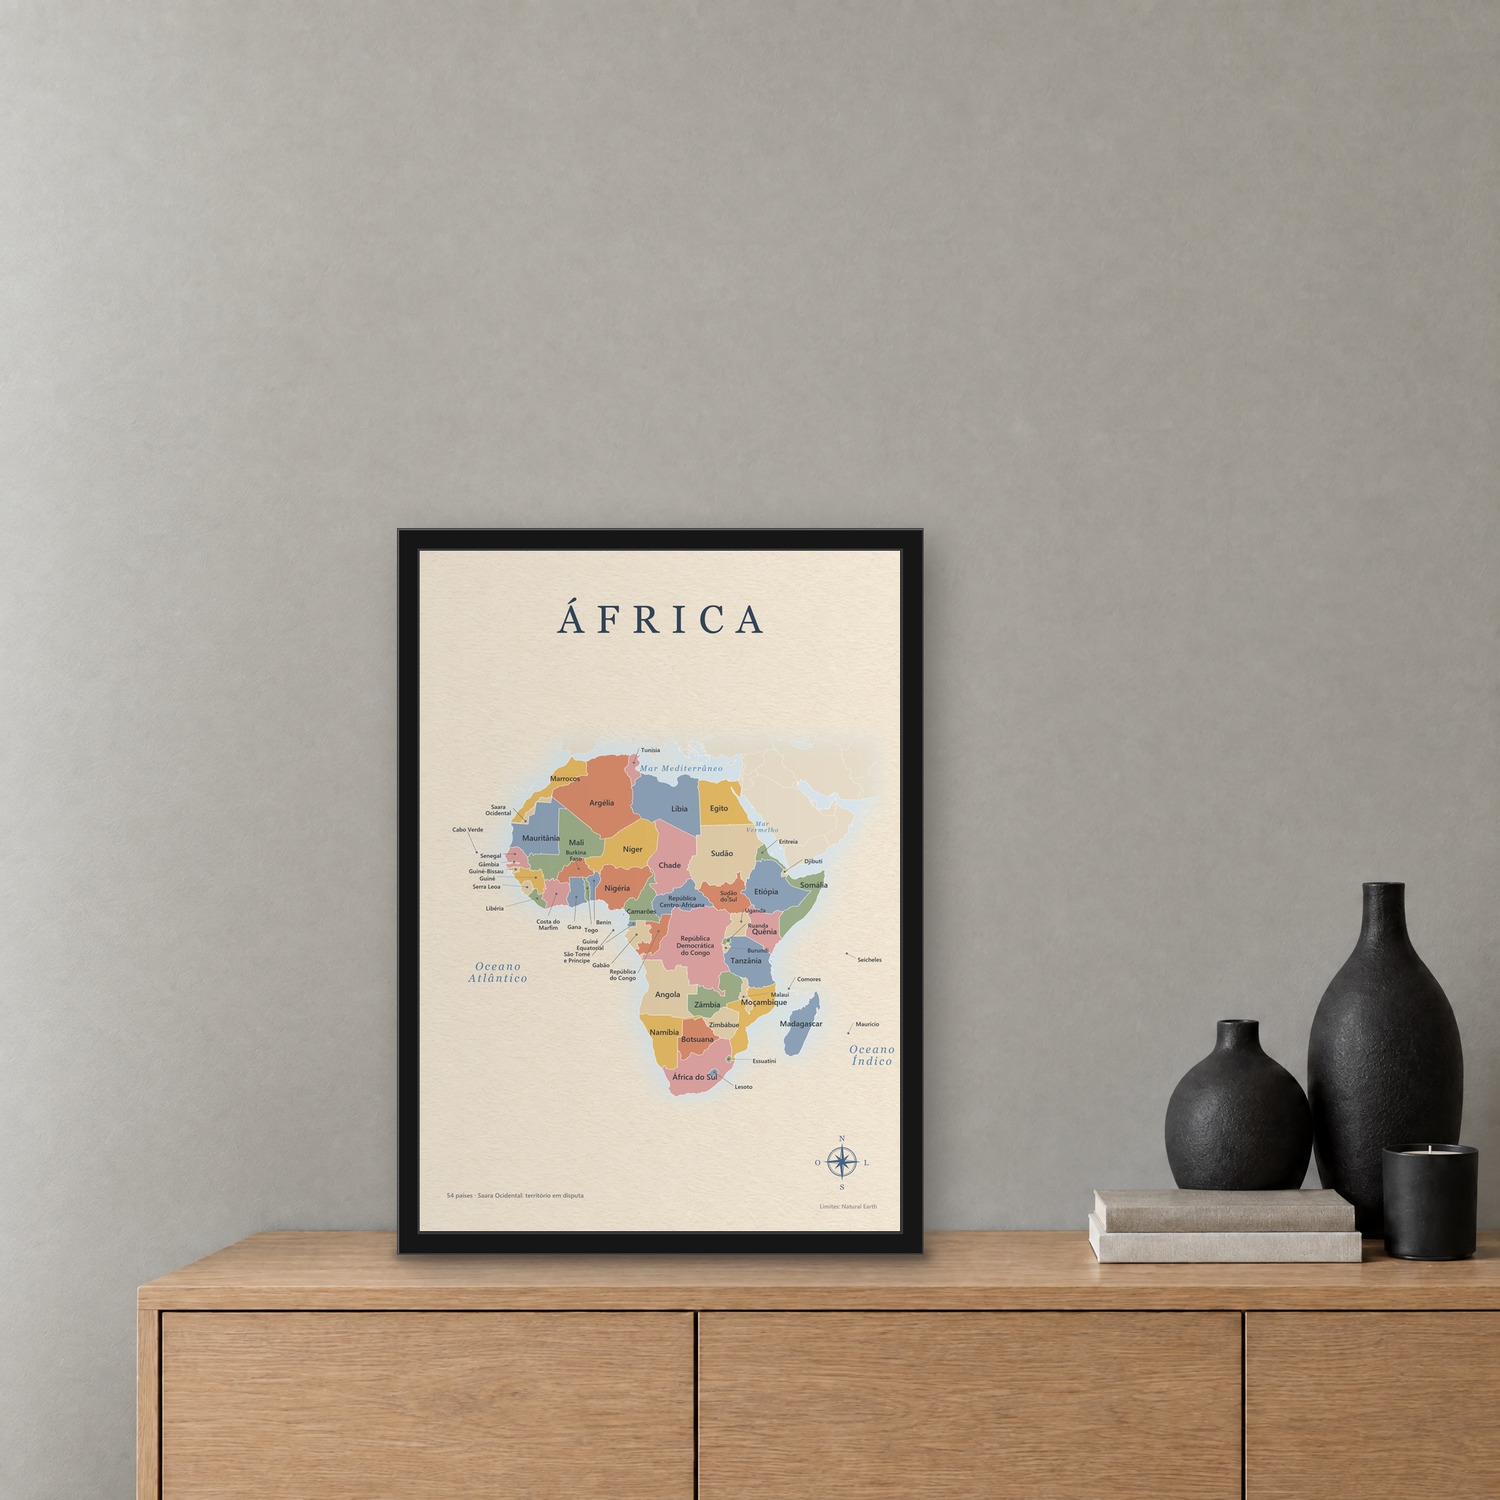 ÁFRICA
Tunísia
Mar Mediterrâneo
Marrocos
Argélia
Líbia
Egito
Saara
Ocidental
Mar
Vermelho
Cabo Verde
Mauritânia
Mali
Níger
Chade
Sudão
Eritreia
Burkina
Faso
Senegal
Gâmbia
Guiné-Bissau
Guiné
Serra Leoa
Libéria
Djibuti
Somália
Nigéria
Etiópia
Sudão
do Sul
República
Centro-Africana
Camarões
Uganda
Costa do
Marfim
Gana
Togo
Benin
Ruanda
Quênia
Guiné
Equatorial
São Tomé
e Príncipe
Gabão
República
do Congo
República
Democrática
do Congo
Burundi
Tanzânia
Seicheles
Oceano
Atlântico
Comores
Angola
Malaui
Zâmbia
Moçambique
Zimbábue
Madagascar
Maurício
Namíbia
Botsuana
Oceano
Índico
Essuatíni
África do Sul
Lesoto
N
O
L
S
54 países · Saara Ocidental: território em disputa
Limites: Natural Earth